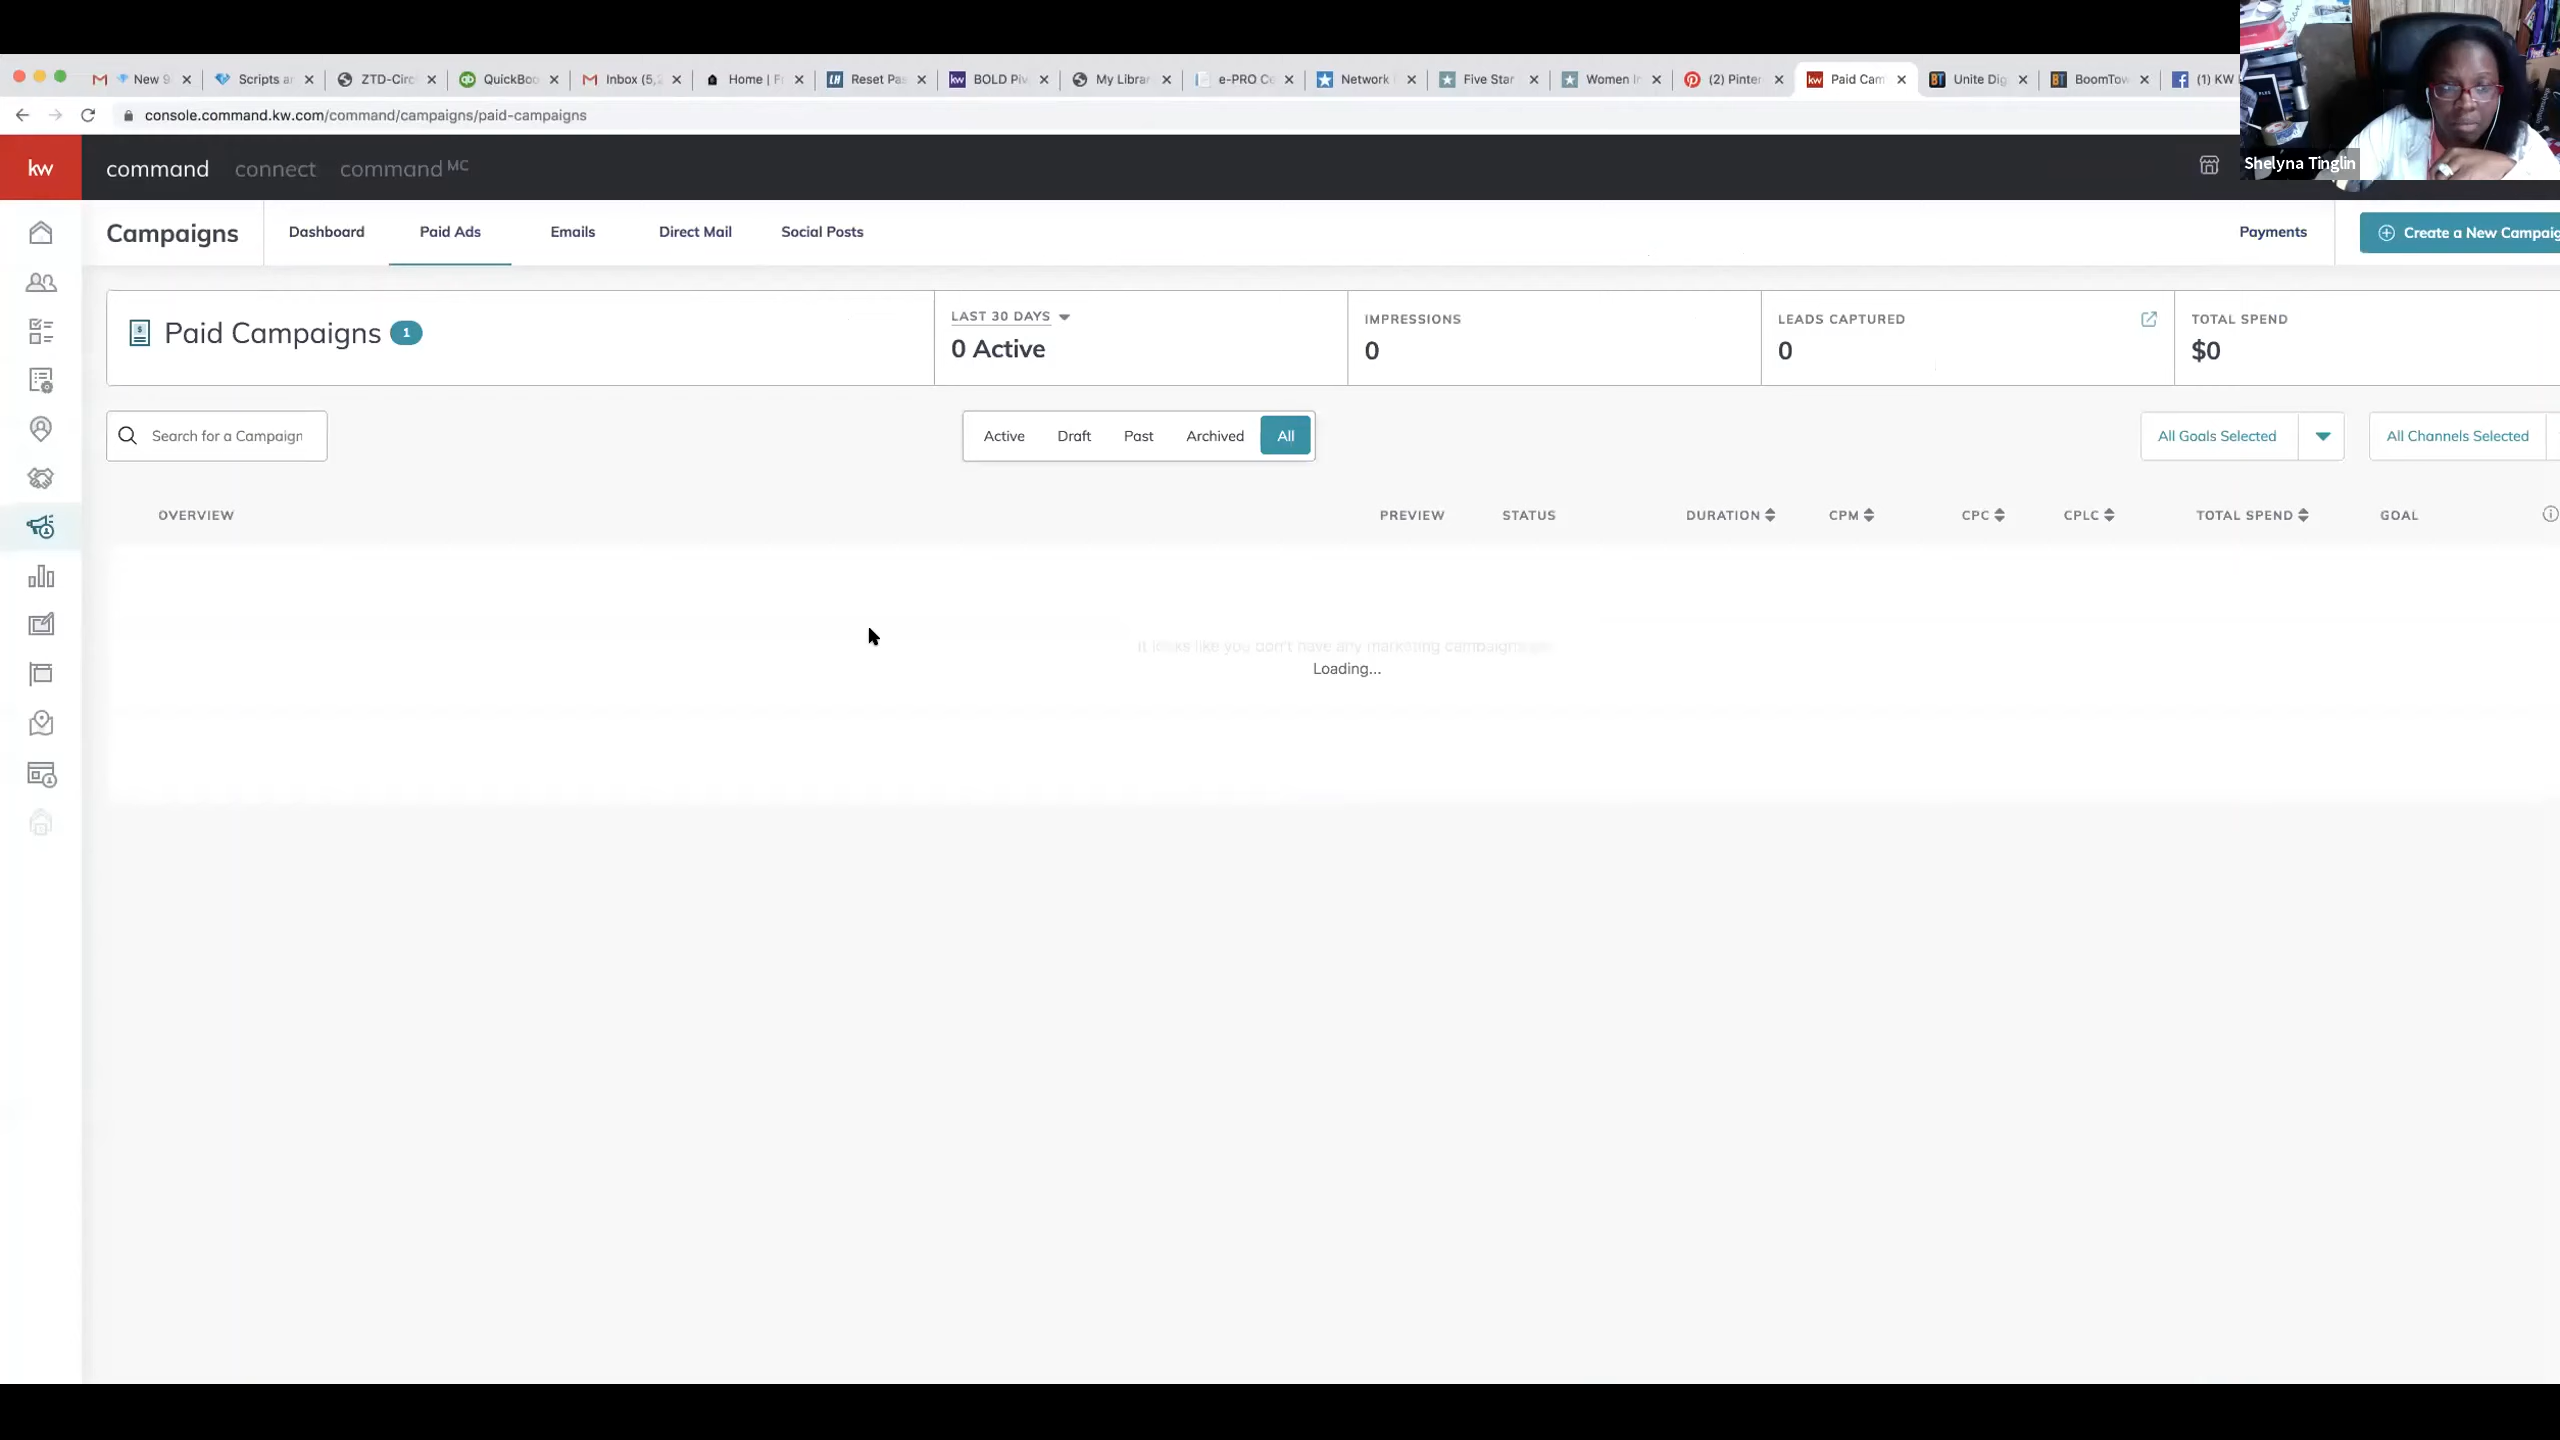 New 9
Scripts a
ZTD-Circ
QuickBoo
Inbox (5,
Home | F
Reset Pa
BOLD Piv
My Librar
e-PRO Ce
Network
Five Star
Women In
(2) Pinter
Paid Cam
Unite Dig
BoomTow
(1) KW
console.command.kw.com/command/campaigns/paid-campaigns
kw
command
connect
command MC
Shelyna Tinglin
Campaigns
Dashboard
Paid Ads
Emails
Direct Mail
Social Posts
Payments
Create a New Campaig
Paid Campaigns 1
LAST 30 DAYS
0 Active
IMPRESSIONS
0
LEADS CAPTURED
0
TOTAL SPEND
$0
Search for a Campaign
Active
Draft
Past
Archived
All
All Goals Selected
All Channels Selected
OVERVIEW
PREVIEW
STATUS
DURATION
CPM
CPC
CPLC
TOTAL SPEND
GOAL
It looks like you don't have any marketing campaigns
Loading...